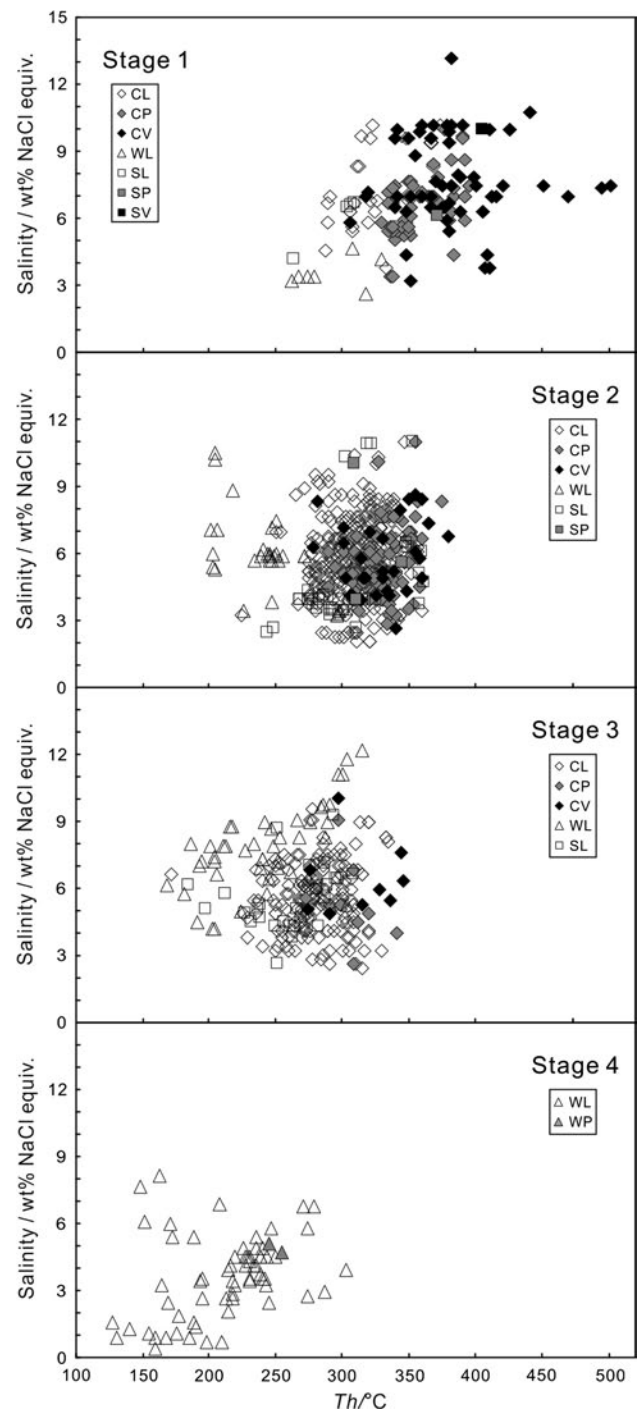 15
Stage 1
CL
CP
CV
WL
SL
SP
SV
12
9
6
3
0
Salinity / wt% NaCl equiv.
Stage 2
CL
CP
CV
WL
SL
SP
12
9
6
3
0
Salinity / wt% NaCl equiv.
Stage 3
CL
CP
CV
WL
SL
12
9
6
3
0
Salinity / wt% NaCl equiv.
Stage 4
WL
WP
12
9
6
3
0
Salinity / wt% NaCl equiv.
100 150 200 250 300 350 400 450 500
Th/°C